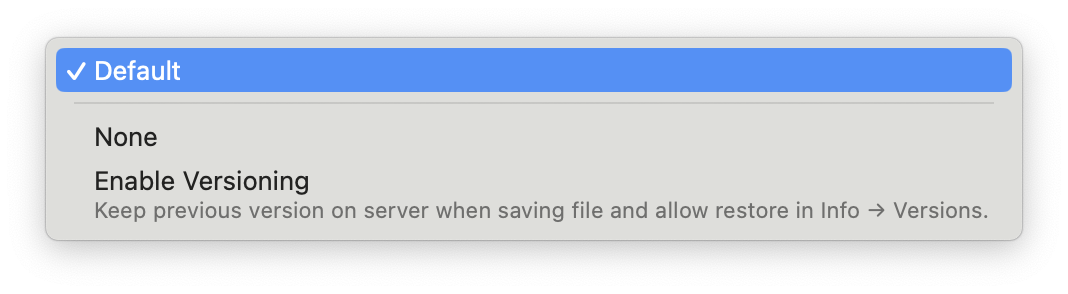 Default
None
Enable Versioning
Keep previous version on server when saving file and allow restore in Info → Versions.